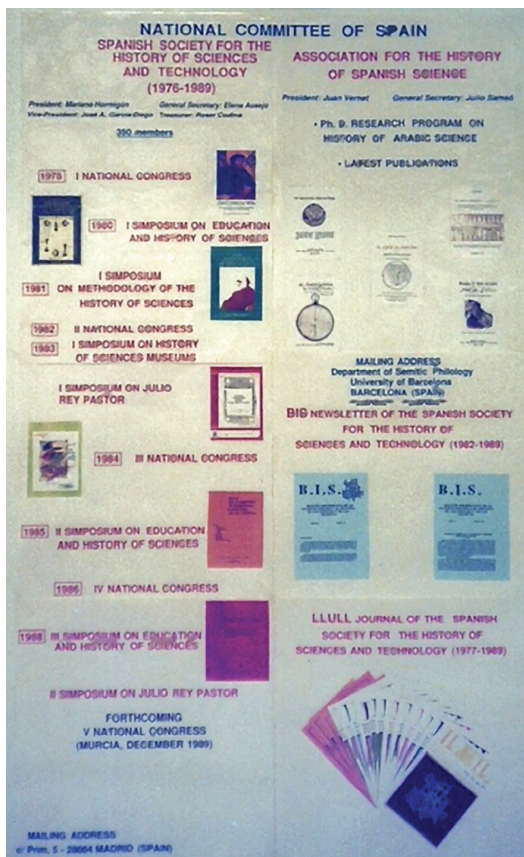 NATIONAL COMMITTEE OF SPAIN
SPANISH SOCIETY FOR THE
HISTORY OF SCIENCES
AND TECHNOLOGY
(1976-1989)
President: Mariano Hormigón General Secretary: Elena Ausejo
Vice-President: José A. García-Diego Treasurer: Roser Codina
350 members
1978 I NATIONAL CONGRESS
1980 I SIMPOSIUM ON EDUCATION
AND HISTORY OF SCIENCES
I SIMPOSIUM
1981 ON METHODOLOGY OF THE
HISTORY OF SCIENCES
1982 II NATIONAL CONGRESS
1983 I SIMPOSIUM ON HISTORY
OF SCIENCES MUSEUMS
I SIMPOSIUM ON JULIO
REY PASTOR
1984 III NATIONAL CONGRESS
1985 II SIMPOSIUM ON EDUCATION
AND HISTORY OF SCIENCES
1986 IV NATIONAL CONGRESS
1988 III SIMPOSIUM ON EDUCATION
AND HISTORY OF SCIENCES
II SIMPOSIUM ON JULIO REY PASTOR
FORTHCOMING
V NATIONAL CONGRESS
(MURCIA, DECEMBER 1989)
MAILING ADDRESS
c/ Prim, 5 - 28004 MADRID (SPAIN)
ASSOCIATION FOR THE HISTORY
OF SPANISH SCIENCE
President: Juan Vernet General Secretary: Julio Samsó
• Ph. D. RESEARCH PROGRAM ON
HISTORY OF ARABIC SCIENCE
• LATEST PUBLICATIONS
MAILING ADDRESS
Department of Semitic Philology
University of Barcelona
BARCELONA (SPAIN)
BIS NEWSLETTER OF THE SPANISH SOCIETY
FOR THE HISTORY OF
SCIENCES AND TECHNOLOGY (1982-1989)
B.I.S.
B.I.S.
LLULL JOURNAL OF THE SPANISH
SOCIETY FOR THE HISTORY OF
SCIENCES AND TECHNOLOGY (1977-1989)